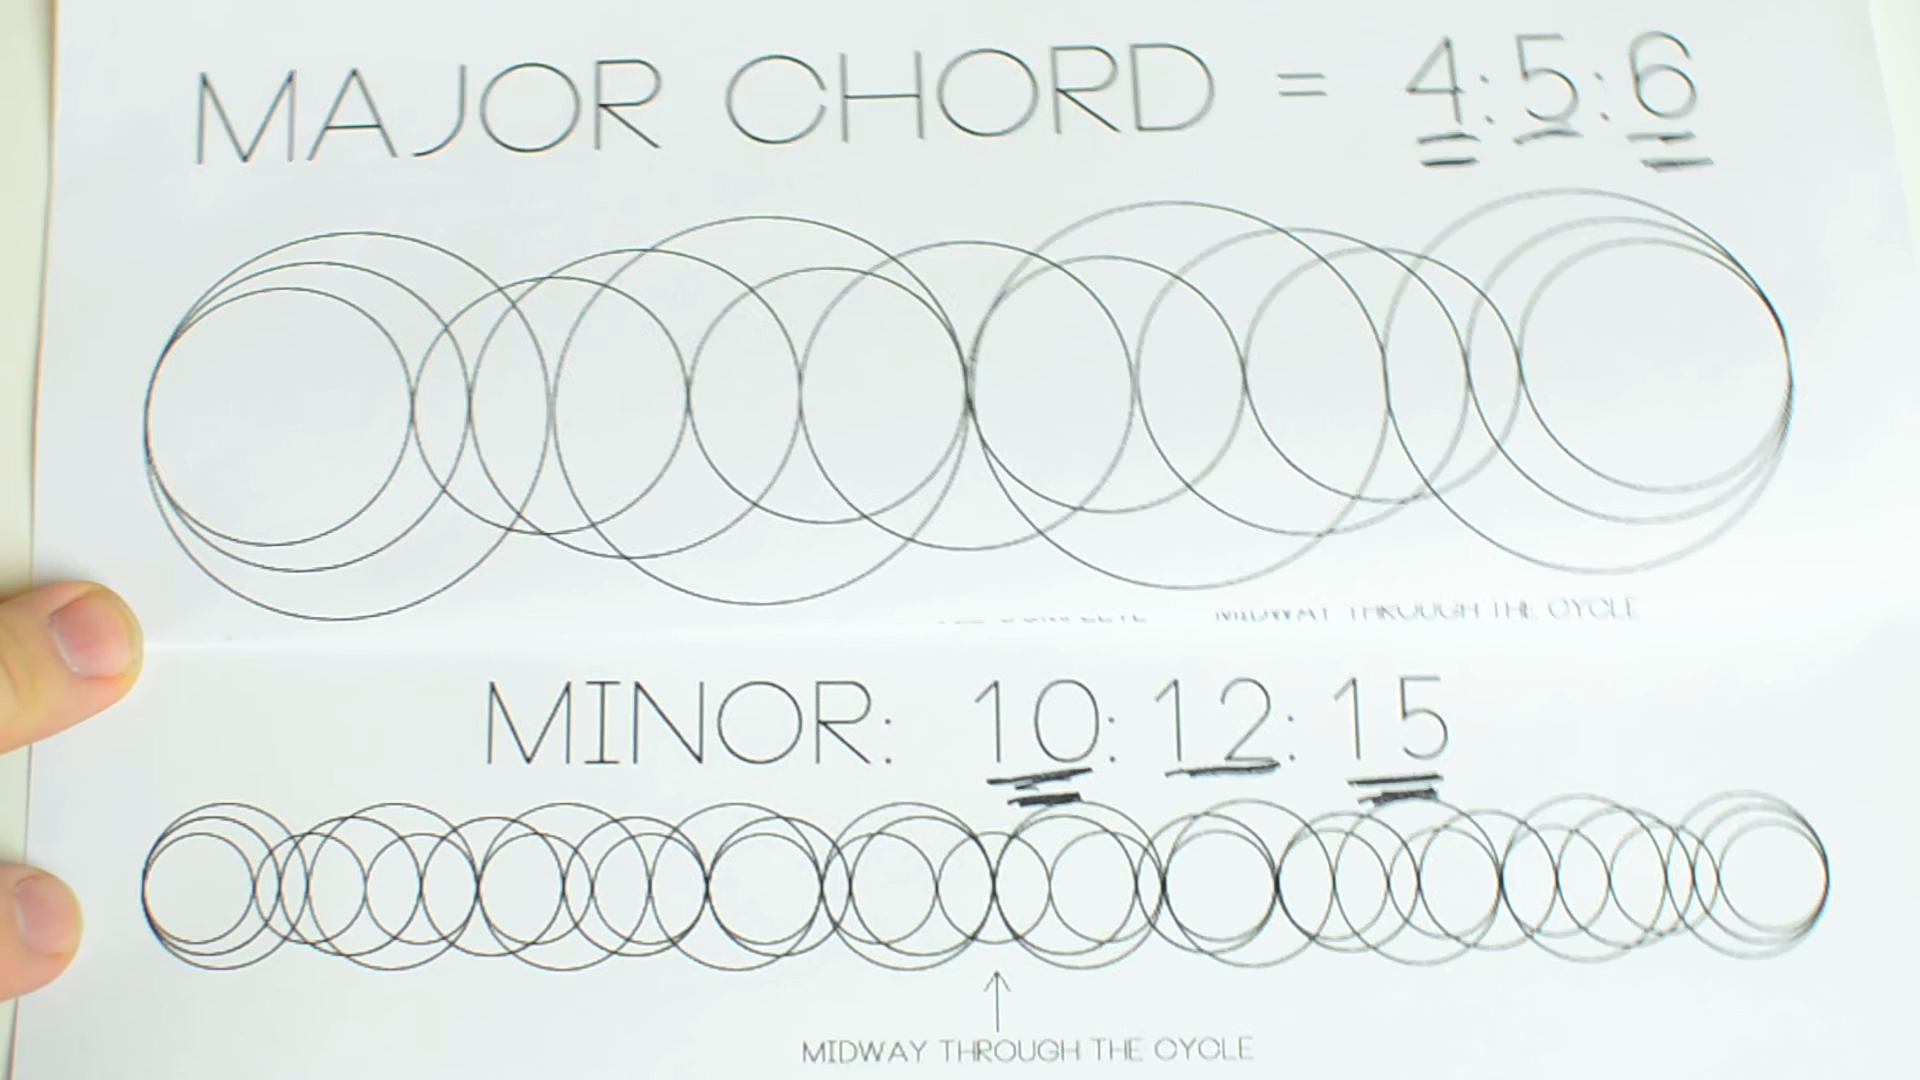 MAJOR CHORD = 4:5:6
MIDWAY THROUGH THE CYCLE
MINOR: 10:12:15
MIDWAY THROUGH THE CYCLE